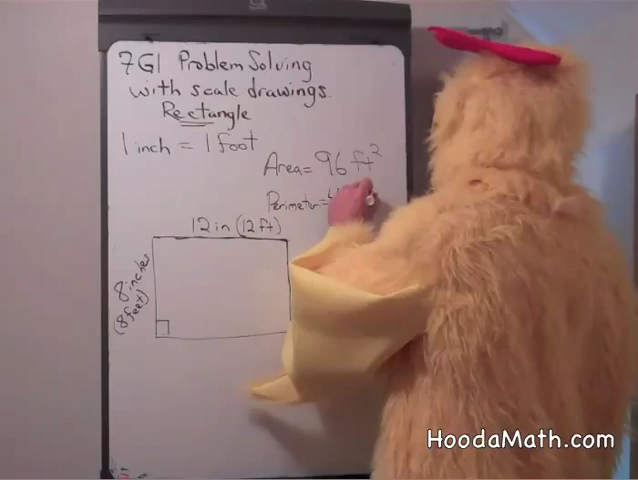 7G1 Problem Solving
with scale drawings.
Rectangle
1 inch = 1 foot
Area = 96 ft²
Perimeter =
12 in (12 ft)
8 inches
(8 feet)
HoodaMath.com